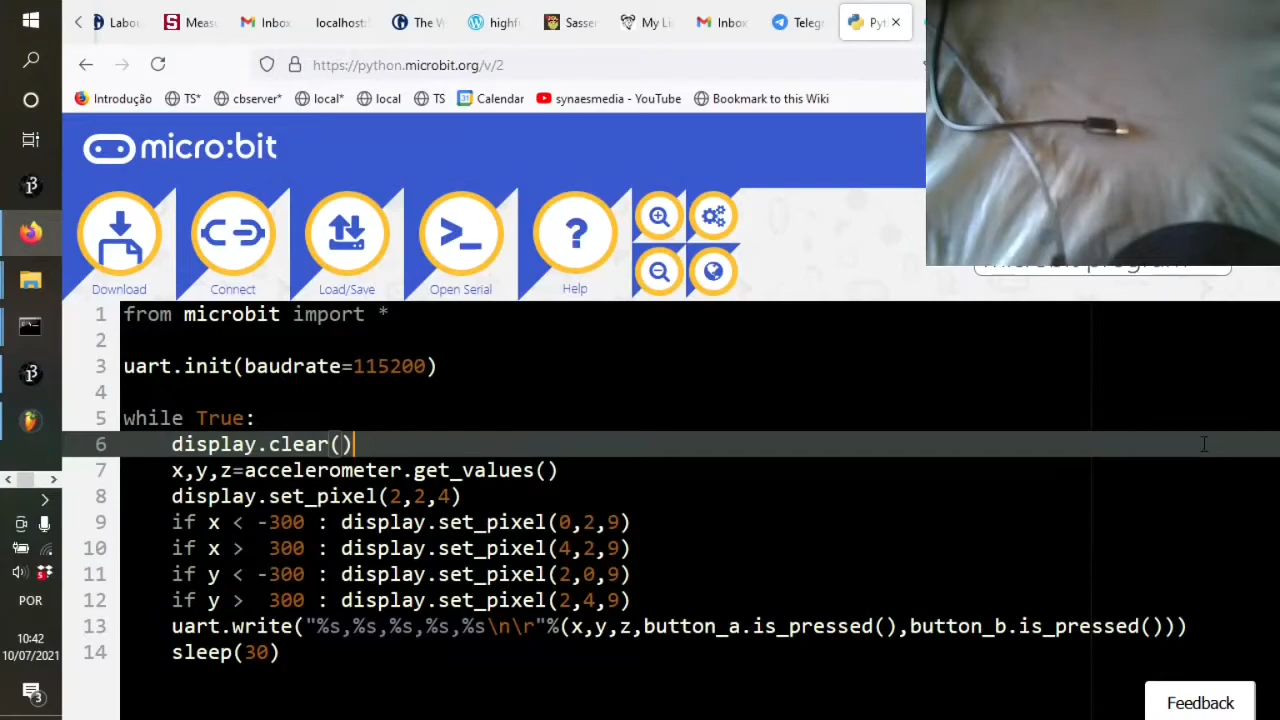 Labou
Meas
Inbox
localhost:
The W
highf
Sasser
My Li
Inbox
Teleg
Pyt
https://python.microbit.org/v/2
Introdução
TS*
cbserver*
local*
local
TS
Calendar
synaesmedia - YouTube
Bookmark to this Wiki
micro:bit
Download
Connect
Load/Save
Open Serial
Help
1 from microbit import *
2
3 uart.init(baudrate=115200)
4
5 while True:
6 display.clear()
7 x,y,z=accelerometer.get_values()
8 display.set_pixel(2,2,4)
9 if x < -300 : display.set_pixel(0,2,9)
10 if x >  300 : display.set_pixel(4,2,9)
11 if y < -300 : display.set_pixel(2,0,9)
12 if y >  300 : display.set_pixel(2,4,9)
13 uart.write("%s,%s,%s,%s,%s\n\r"%(x,y,z,button_a.is_pressed(),button_b.is_pressed()))
14 sleep(30)
POR
10:42
10/07/2021
3
Feedback